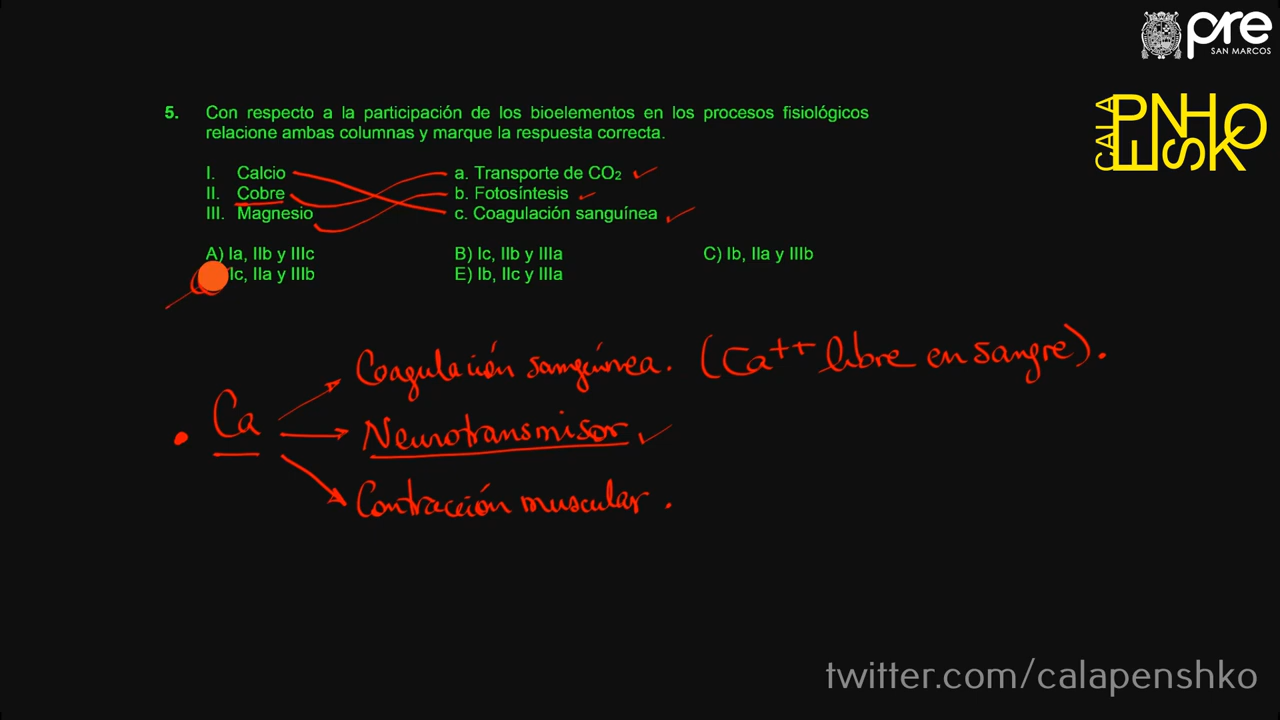 pre
SAN MARCOS
CALA
PENSHKO
5. Con respecto a la participación de los bioelementos en los procesos fisiológicos
relacione ambas columnas y marque la respuesta correcta.
I. Calcio a. Transporte de CO₂
II. Cobre b. Fotosíntesis
III. Magnesio c. Coagulación sanguínea
A) Ia, IIb y IIIc B) Ic, IIb y IIIa C) Ib, IIa y IIIb
Ic, IIa y IIIb E) Ib, IIc y IIIa
Coagulación sanguínea. (Ca++ libre en sangre).
• Ca
Neurotransmisor
Contracción muscular.
twitter.com/calapenshko